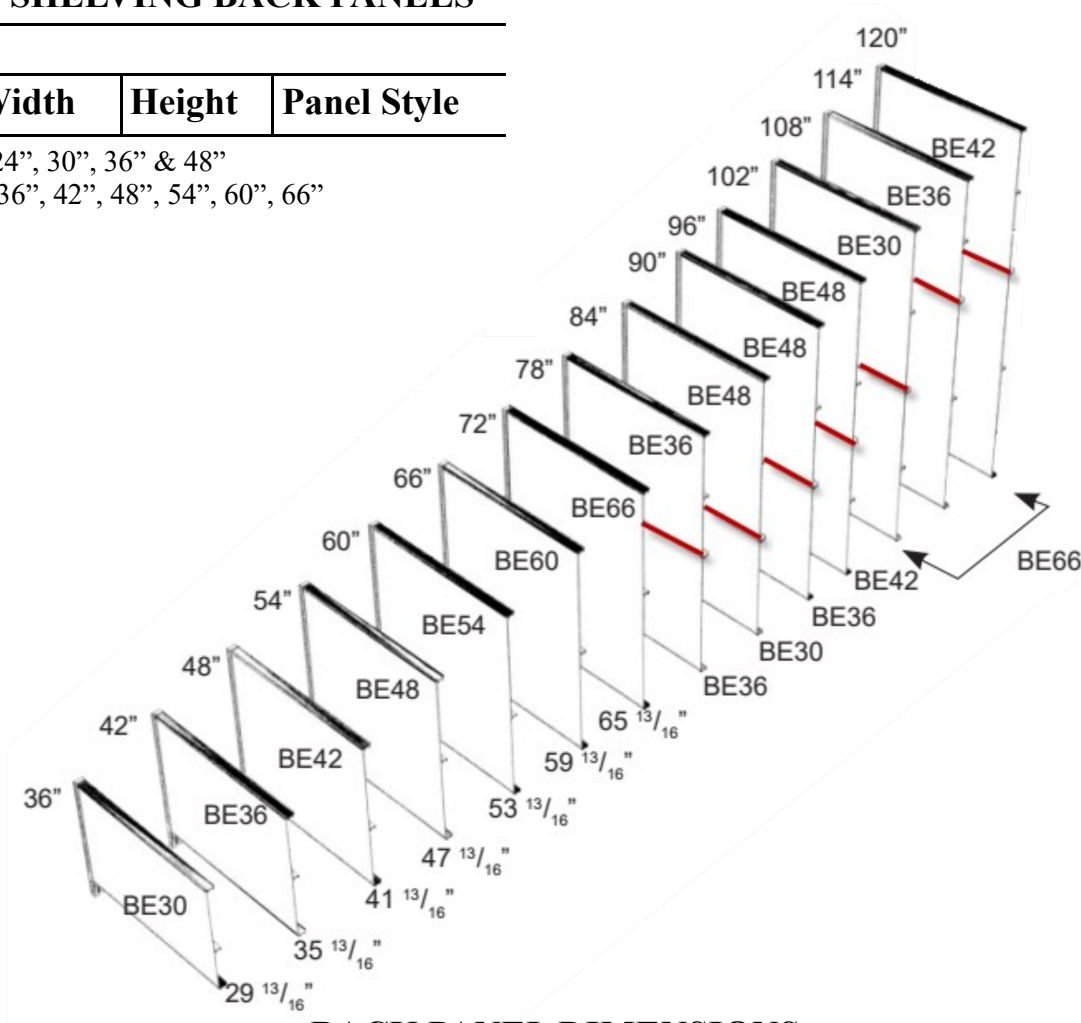 SHELVING BACK PANELS
Width Height Panel Style
24”, 30”, 36” & 48”
36”, 42”, 48”, 54”, 60”, 66”
120”
114”
108”
102”
96”
90”
84”
78”
72”
66”
60”
54”
48”
42”
36”
BE42
BE36
BE30
BE48
BE48
BE48
BE36
BE66
BE60
BE54
BE48
BE42
BE36
BE30
BE66
BE42
BE36
BE30
BE36
65 13/16”
59 13/16”
53 13/16”
47 13/16”
41 13/16”
35 13/16”
29 13/16”
BACK PANEL DIMENSIONS